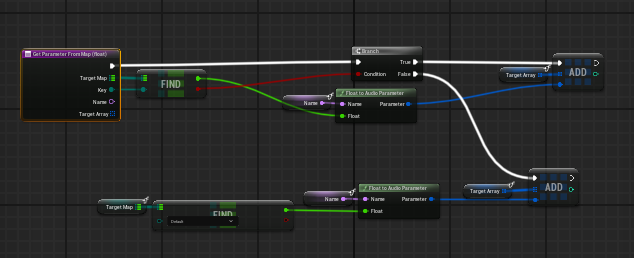 Get Parameter From Map (float)
Target Map
Key
Name
Target Array
FIND
Branch
Condition
True
False
Name
Float to Audio Parameter
Name
Float
Parameter
Target Array
ADD
Target Map
FIND
Default
Name
Float to Audio Parameter
Name
Float
Parameter
Target Array
ADD